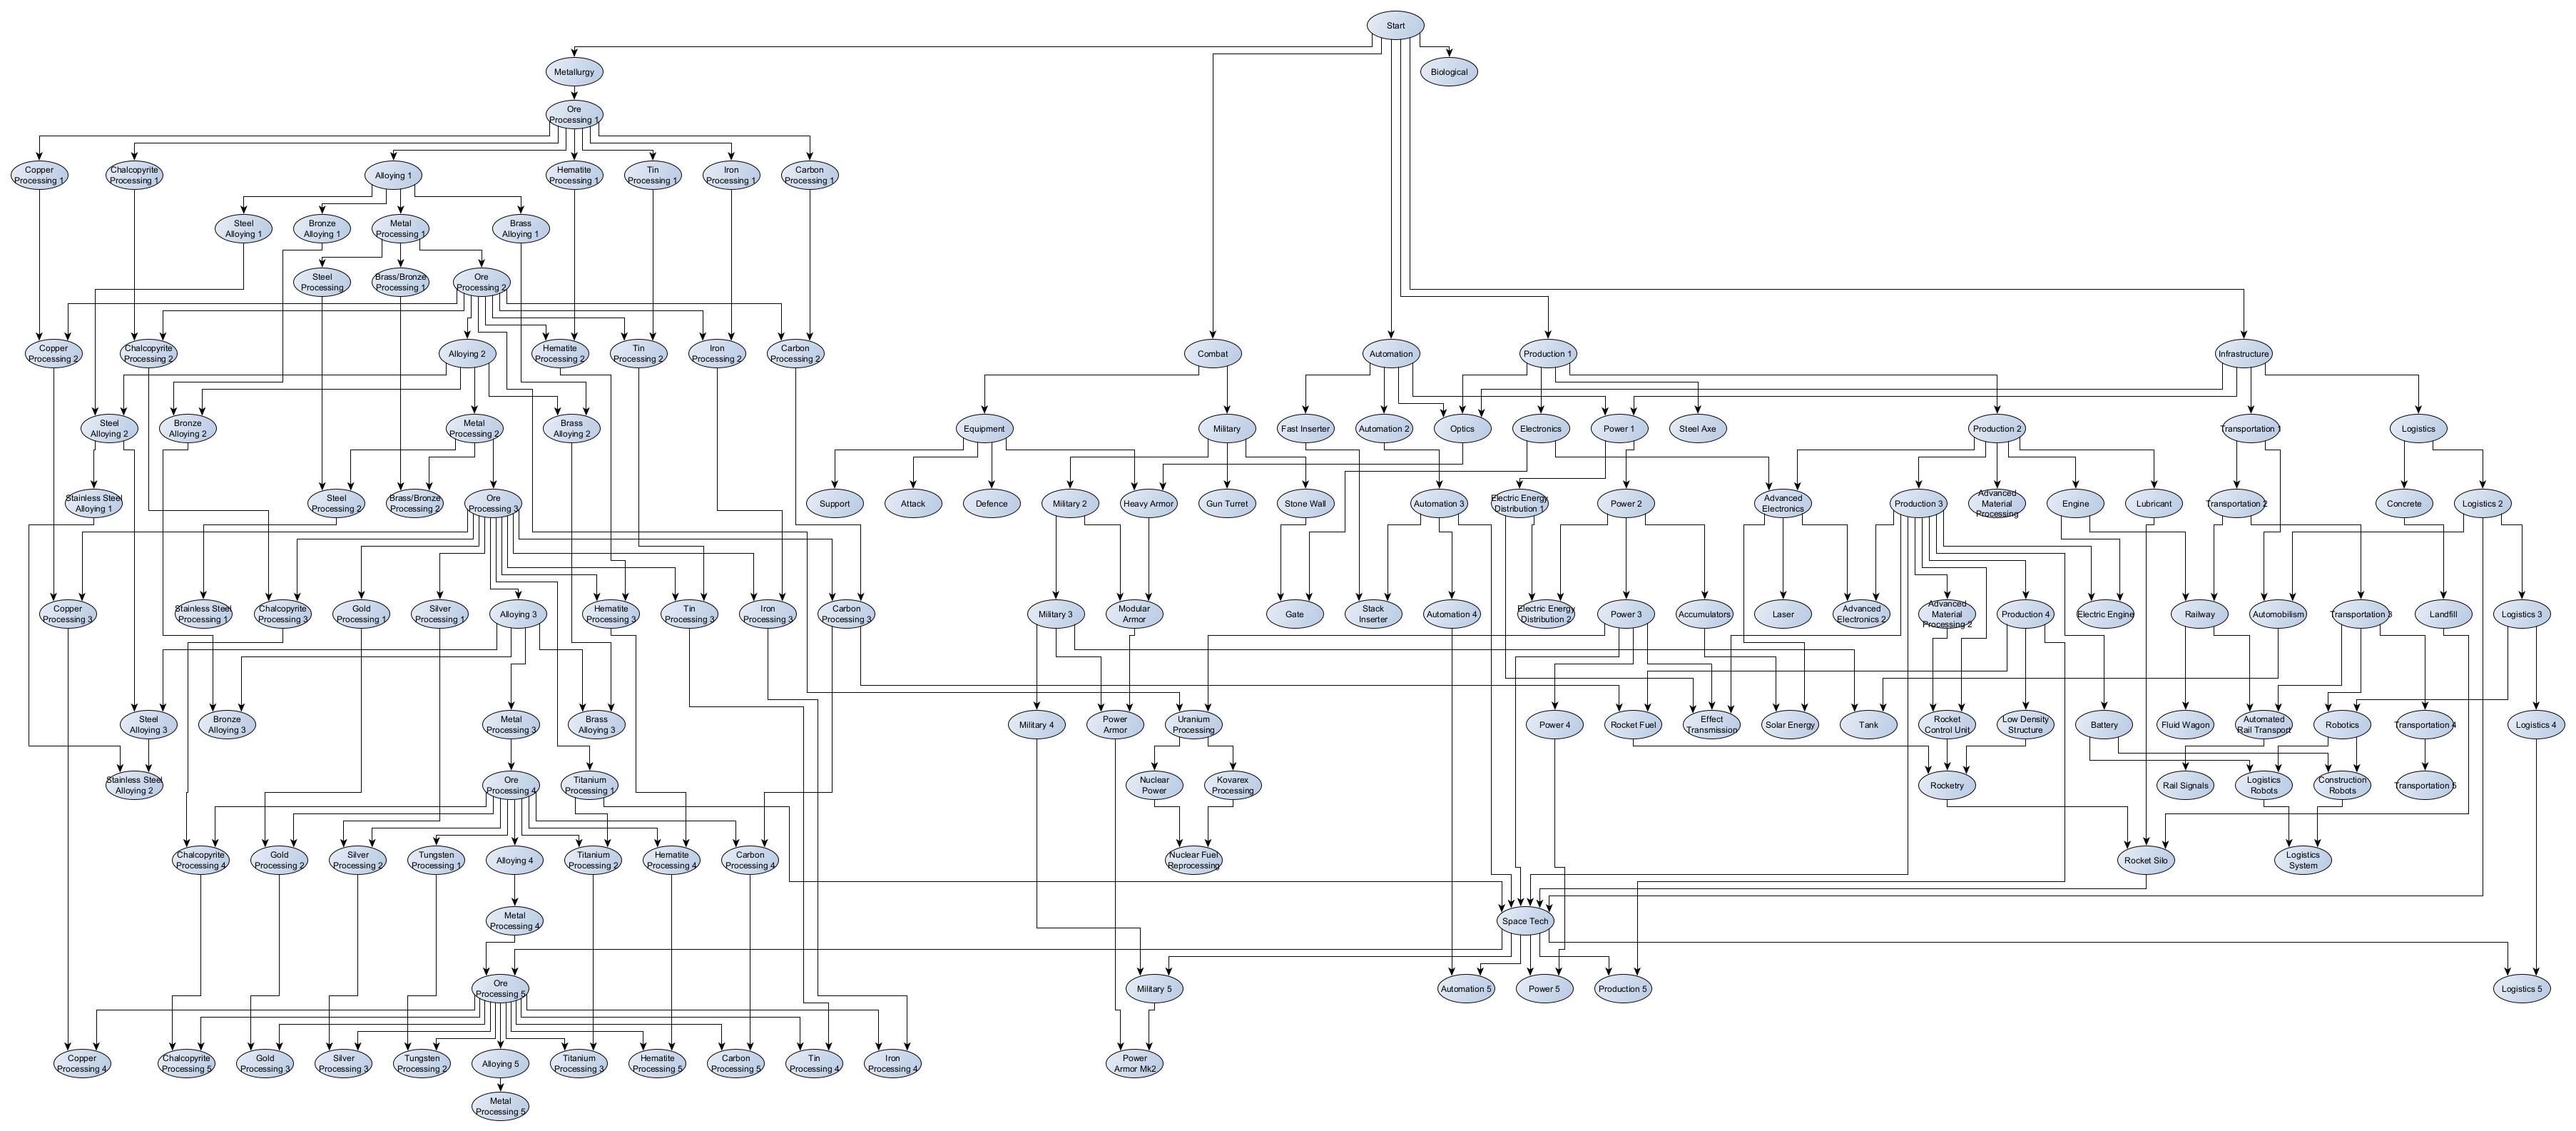 Start
Metallurgy
Biological
Ore
Processing 1
Copper
Processing 1
Chalcopyrite
Processing 1
Alloying 1
Hematite
Processing 1
Tin
Processing 1
Iron
Processing 1
Carbon
Processing 1
Steel
Alloying 1
Bronze
Alloying 1
Metal
Processing 1
Brass
Alloying 1
Steel
Processing
Brass/Bronze
Processing 1
Ore
Processing 2
Copper
Processing 2
Chalcopyrite
Processing 2
Alloying 2
Hematite
Processing 2
Tin
Processing 2
Iron
Processing 2
Carbon
Processing 2
Combat
Automation
Production 1
Infrastructure
Steel
Alloying 2
Bronze
Alloying 2
Metal
Processing 2
Brass
Alloying 2
Equipment
Military
Fast Inserter
Automation 2
Optics
Electronics
Power 1
Steel Axe
Production 2
Transportation 1
Logistics
Stainless Steel
Alloying 1
Steel
Processing 2
Brass/Bronze
Processing 2
Ore
Processing 3
Support
Attack
Defence
Military 2
Heavy Armor
Gun Turret
Stone Wall
Automation 3
Electric Energy
Distribution 1
Power 2
Advanced
Electronics
Production 3
Advanced
Material
Processing
Engine
Lubricant
Transportation 2
Concrete
Logistics 2
Copper
Processing 3
Stainless Steel
Processing 1
Chalcopyrite
Processing 3
Gold
Processing 1
Silver
Processing 1
Alloying 3
Hematite
Processing 3
Tin
Processing 3
Iron
Processing 3
Carbon
Processing 3
Military 3
Modular
Armor
Gate
Stack
Inserter
Automation 4
Electric Energy
Distribution 2
Power 3
Accumulators
Laser
Advanced
Electronics 2
Advanced
Material
Processing 2
Production 4
Electric Engine
Railway
Automobilism
Transportation 3
Landfill
Logistics 3
Steel
Alloying 3
Bronze
Alloying 3
Metal
Processing 3
Brass
Alloying 3
Military 4
Power
Armor
Uranium
Processing
Power 4
Rocket Fuel
Effect
Transmission
Solar Energy
Tank
Rocket
Control Unit
Low Density
Structure
Battery
Fluid Wagon
Automated
Rail Transport
Robotics
Transportation 4
Logistics 4
Stainless Steel
Alloying 2
Ore
Processing 4
Titanium
Processing 1
Nuclear
Power
Kovarex
Processing
Rocketry
Rail Signals
Logistics
Robots
Construction
Robots
Transportation 5
Chalcopyrite
Processing 4
Gold
Processing 2
Silver
Processing 2
Tungsten
Processing 1
Alloying 4
Titanium
Processing 2
Hematite
Processing 4
Carbon
Processing 4
Nuclear Fuel
Reprocessing
Rocket Silo
Logistics
System
Metal
Processing 4
Space Tech
Ore
Processing 5
Military 5
Automation 5
Power 5
Production 5
Logistics 5
Copper
Processing 4
Chalcopyrite
Processing 5
Gold
Processing 3
Silver
Processing 3
Tungsten
Processing 2
Alloying 5
Titanium
Processing 3
Hematite
Processing 5
Carbon
Processing 5
Tin
Processing 4
Iron
Processing 4
Power
Armor Mk2
Metal
Processing 5